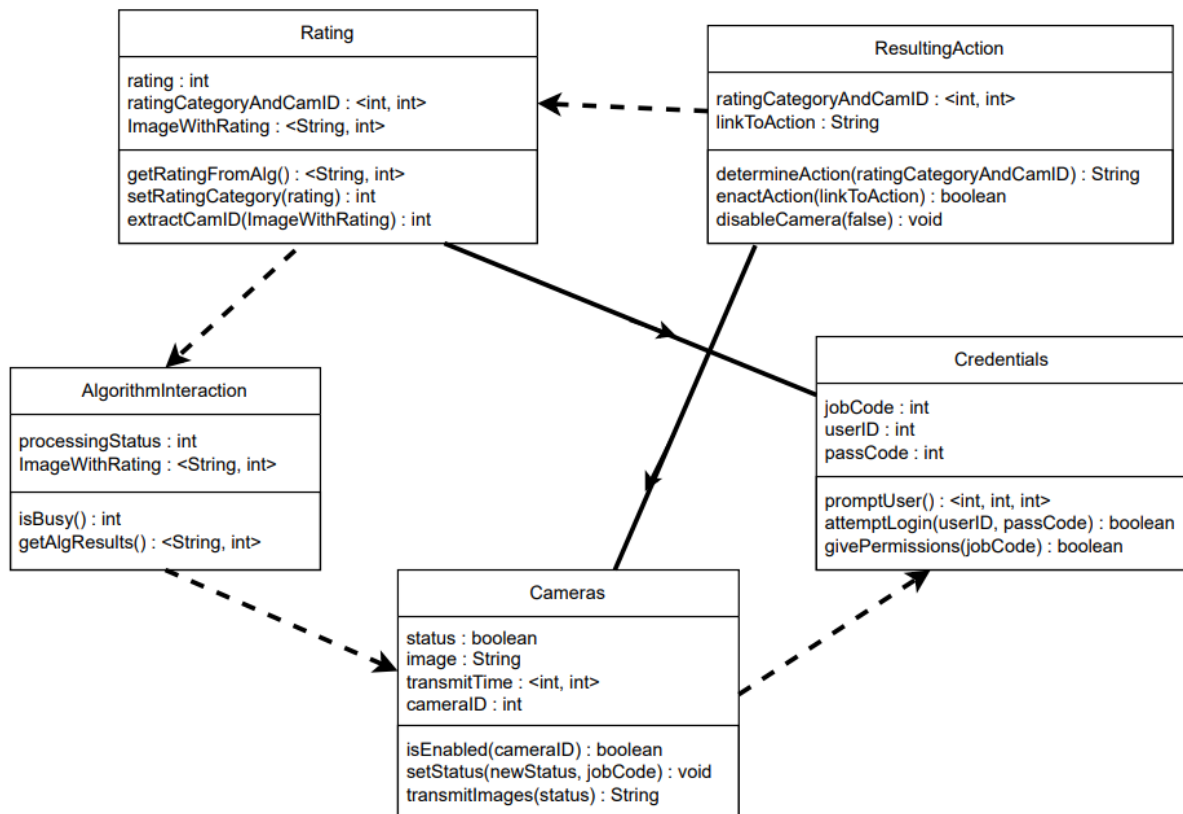 Rating
rating : int
ratingCategoryAndCamID : <int, int>
ImageWithRating : <String, int>
getRatingFromAlg() : <String, int>
setRatingCategory(rating) : int
extractCamID(ImageWithRating) : int
ResultingAction
ratingCategoryAndCamID : <int, int>
linkToAction : String
determineAction(ratingCategoryAndCamID) : String
enactAction(linkToAction) : boolean
disableCamera(false) : void
AlgorithmInteraction
processingStatus : int
ImageWithRating : <String, int>
isBusy() : int
getAlgResults() : <String, int>
Credentials
jobCode : int
userID : int
passCode : int
promptUser() : <int, int, int>
attemptLogin(userID, passCode) : boolean
givePermissions(jobCode) : boolean
Cameras
status : boolean
image : String
transmitTime : <int, int>
cameraID : int
isEnabled(cameraID) : boolean
setStatus(newStatus, jobCode) : void
transmitImages(status) : String